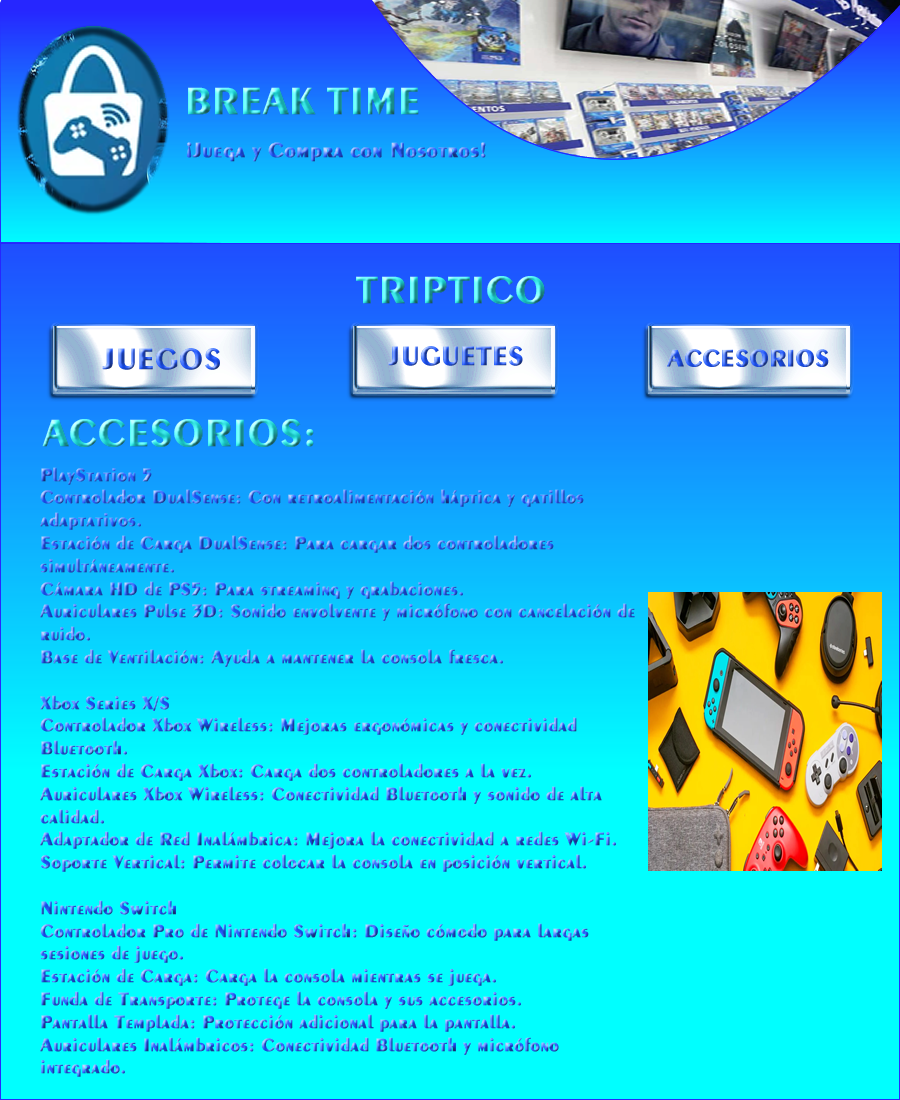 BREAK TIME
¡Juega y Compra con Nosotros!
ENTOS
TRIPTICO
JUEGOS
JUGUETES
ACCESORIOS
ACCESORIOS:
PlayStation 5
Controlador DualSense: Con retroalimentación háptica y gatillos
adaptativos.
Estación de Carga DualSense: Para cargar dos controladores
simultáneamente.
Cámara HD de PS5: Para streaming y grabaciones.
Auriculares Pulse 3D: Sonido envolvente y micrófono con cancelación de
ruido.
Base de Ventilación: Ayuda a mantener la consola fresca.
Xbox Series X/S
Controlador Xbox Wireless: Mejoras ergonómicas y conectividad
Bluetooth.
Estación de Carga Xbox: Carga dos controladores a la vez.
Auriculares Xbox Wireless: Conectividad Bluetooth y sonido de alta
calidad.
Adaptador de Red Inalámbrica: Mejora la conectividad a redes Wi-Fi.
Soporte Vertical: Permite colocar la consola en posición vertical.
Nintendo Switch
Controlador Pro de Nintendo Switch: Diseño cómodo para largas
sesiones de juego.
Estación de Carga: Carga la consola mientras se juega.
Funda de Transporte: Protege la consola y sus accesorios.
Pantalla Templada: Protección adicional para la pantalla.
Auriculares Inalámbricos: Conectividad Bluetooth y micrófono
integrado.